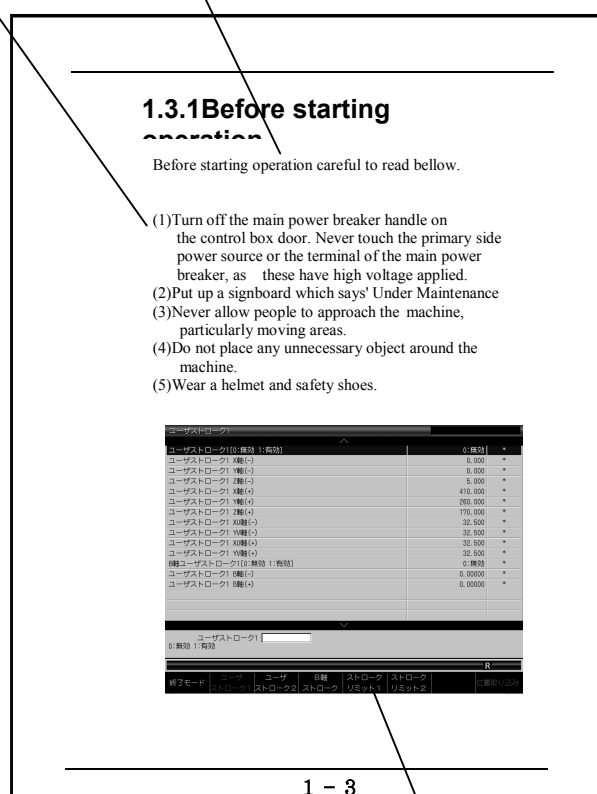 1.3.1Before starting
operation
Before starting operation careful to read bellow.
(1)Turn off the main power breaker handle on
the control box door. Never touch the primary side
power source or the terminal of the main power
breaker, as these have high voltage applied.
(2)Put up a signboard which says' Under Maintenance
(3)Never allow people to approach the machine,
particularly moving areas.
(4)Do not place any unnecessary object around the
machine.
(5)Wear a helmet and safety shoes.
ユーザストローク1
ユーザストローク1[0:無効 1:有効] 0:無効 *
ユーザストローク1 X軸(-) 0.000 *
ユーザストローク1 Y軸(-) 0.000 *
ユーザストローク1 Z軸(-) 5.000 *
ユーザストローク1 X軸(+) 410.000 *
ユーザストローク1 Y軸(+) 260.000 *
ユーザストローク1 Z軸(+) 170.000 *
ユーザストローク1 XU軸(-) 32.500 *
ユーザストローク1 YV軸(-) 32.500 *
ユーザストローク1 XU軸(+) 32.500 *
ユーザストローク1 YV軸(+) 32.500 *
B軸ユーザストローク1[0:無効 1:有効] 0:無効 *
ユーザストローク1 B軸(-) 0.00000 *
ユーザストローク1 B軸(+) 0.00000 *
ユーザストローク1
0:無効 1:有効
R
終了モード ユーザ ストローク1 ユーザ ストローク2 B軸 ストローク ストローク リミット1 ストローク リミット2 位置取り込み
1 - 3